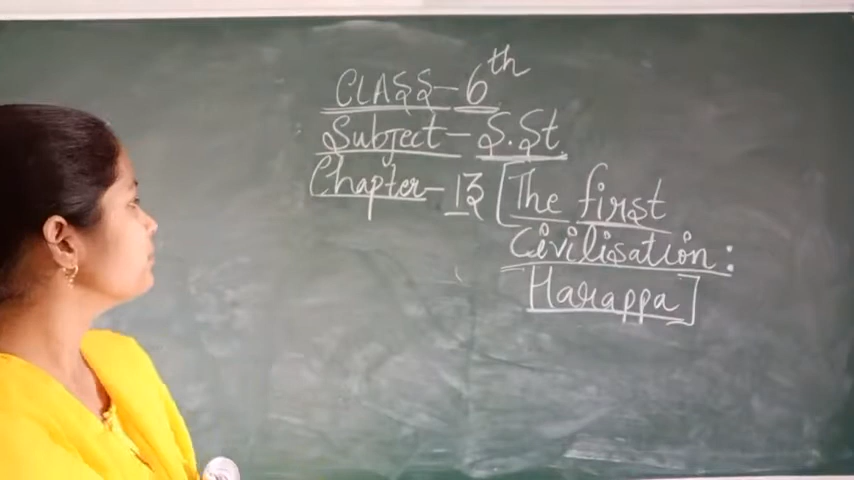 CLASS-6th
Subject-S.St
Chapter-13 [The first
Civilisation:
Harappa]